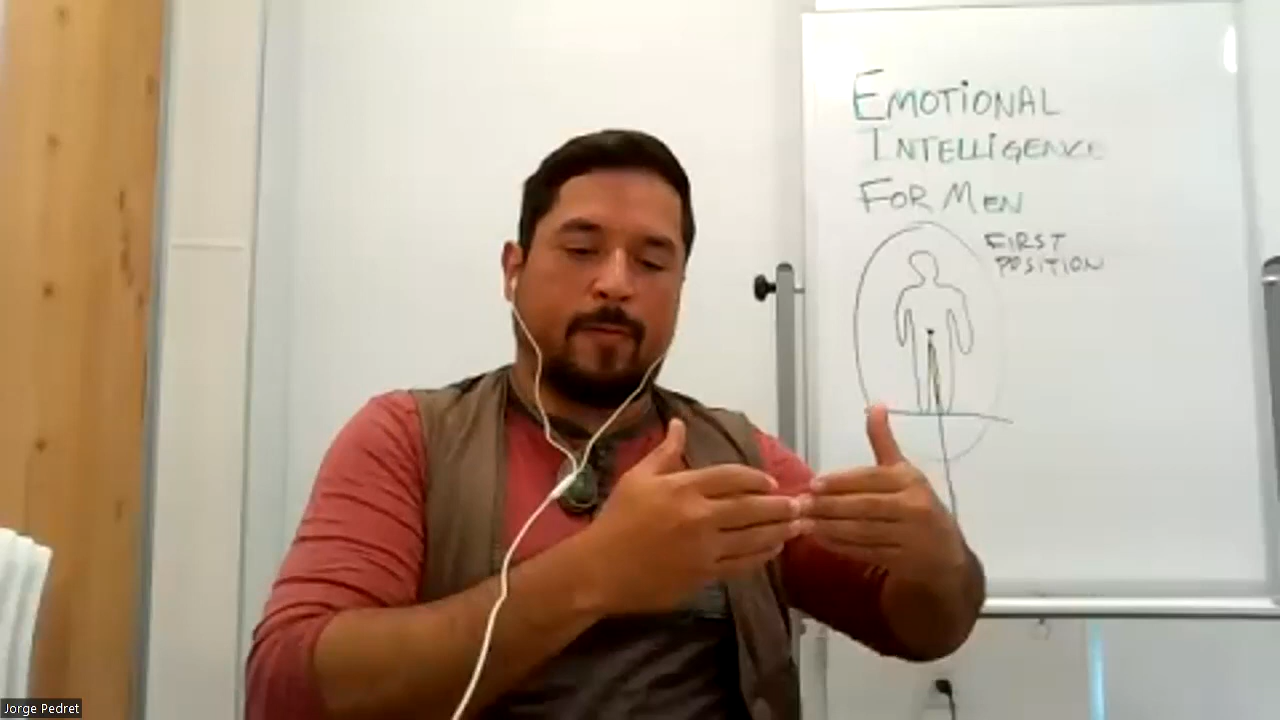 EMOTIONAL
INTELLIGENCE
FOR MEN
FIRST
POSITION
Jorge Pedret